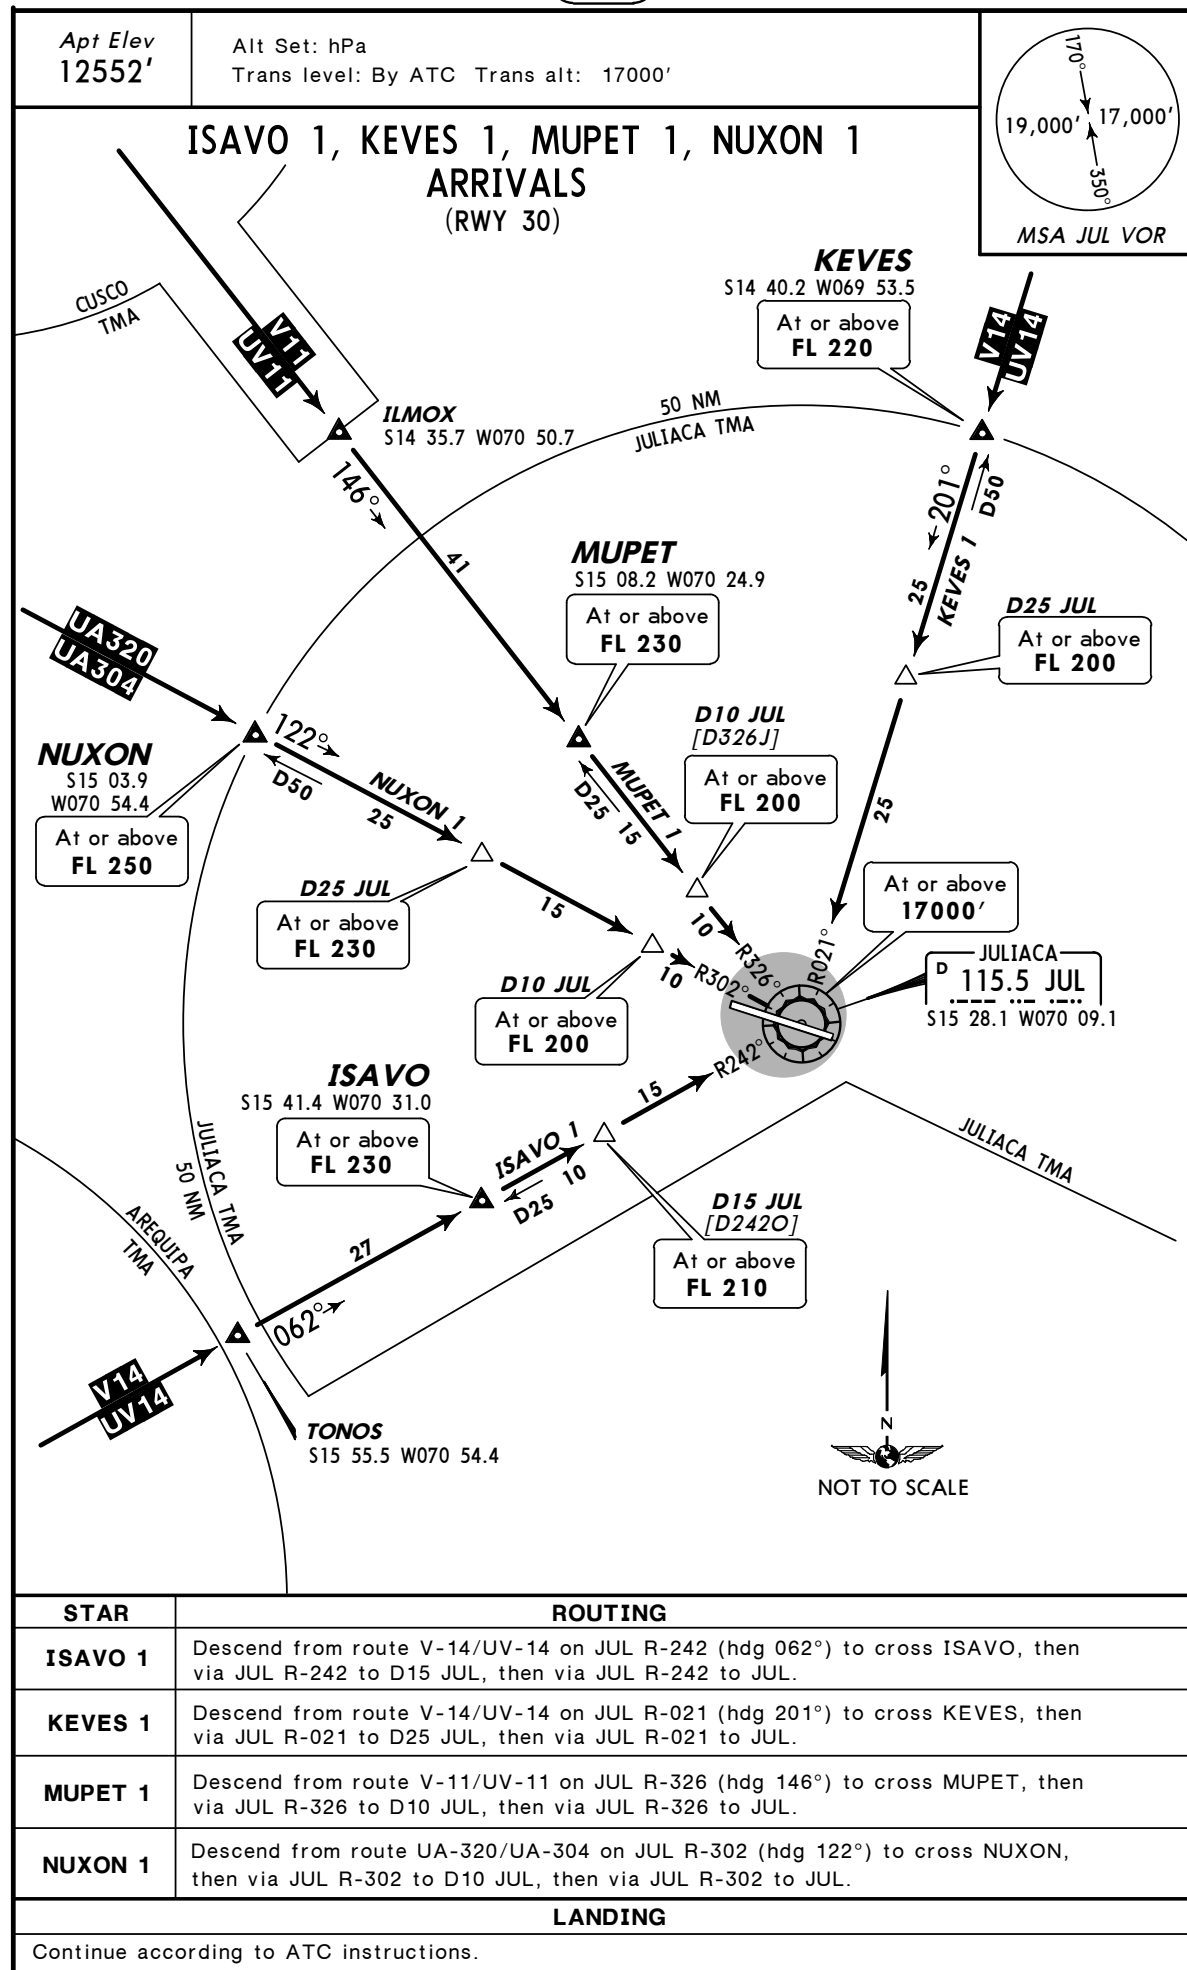 Apt Elev
12552'
Alt Set: hPa
Trans level: By ATC Trans alt: 17000'
170°
19,000'
17,000'
350°
MSA JUL VOR
ISAVO 1, KEVES 1, MUPET 1, NUXON 1
ARRIVALS
(RWY 30)
KEVES
S14 40.2 W069 53.5
At or above
FL 220
CUSCO
TMA
V11
UV11
V14
UV14
ILMOX
S14 35.7 W070 50.7
50 NM
JULIACA TMA
146°
41
201°
D50
KEVES 1
25
MUPET
S15 08.2 W070 24.9
At or above
FL 230
D25 JUL
At or above
FL 200
UA320
UA304
NUXON
S15 03.9
W070 54.4
At or above
FL 250
122°
D50
NUXON 1
25
D25
MUPET 1
15
D10 JUL
[D326J]
At or above
FL 200
25
D25 JUL
At or above
FL 230
15
10
R326°
R021°
At or above
17000'
D10 JUL
At or above
FL 200
10
R302°
JULIACA
D 115.5 JUL
S15 28.1 W070 09.1
ISAVO
S15 41.4 W070 31.0
At or above
FL 230
ISAVO 1
D25
10
15
R242°
JULIACA TMA
50 NM
JULIACA TMA
AREQUIPA
TMA
D15 JUL
[D242O]
At or above
FL 210
27
062°
V14
UV14
TONOS
S15 55.5 W070 54.4
N
NOT TO SCALE
STAR
ROUTING
ISAVO 1
Descend from route V-14/UV-14 on JUL R-242 (hdg 062°) to cross ISAVO, then
via JUL R-242 to D15 JUL, then via JUL R-242 to JUL.
KEVES 1
Descend from route V-14/UV-14 on JUL R-021 (hdg 201°) to cross KEVES, then
via JUL R-021 to D25 JUL, then via JUL R-021 to JUL.
MUPET 1
Descend from route V-11/UV-11 on JUL R-326 (hdg 146°) to cross MUPET, then
via JUL R-326 to D10 JUL, then via JUL R-326 to JUL.
NUXON 1
Descend from route UA-320/UA-304 on JUL R-302 (hdg 122°) to cross NUXON,
then via JUL R-302 to D10 JUL, then via JUL R-302 to JUL.
LANDING
Continue according to ATC instructions.